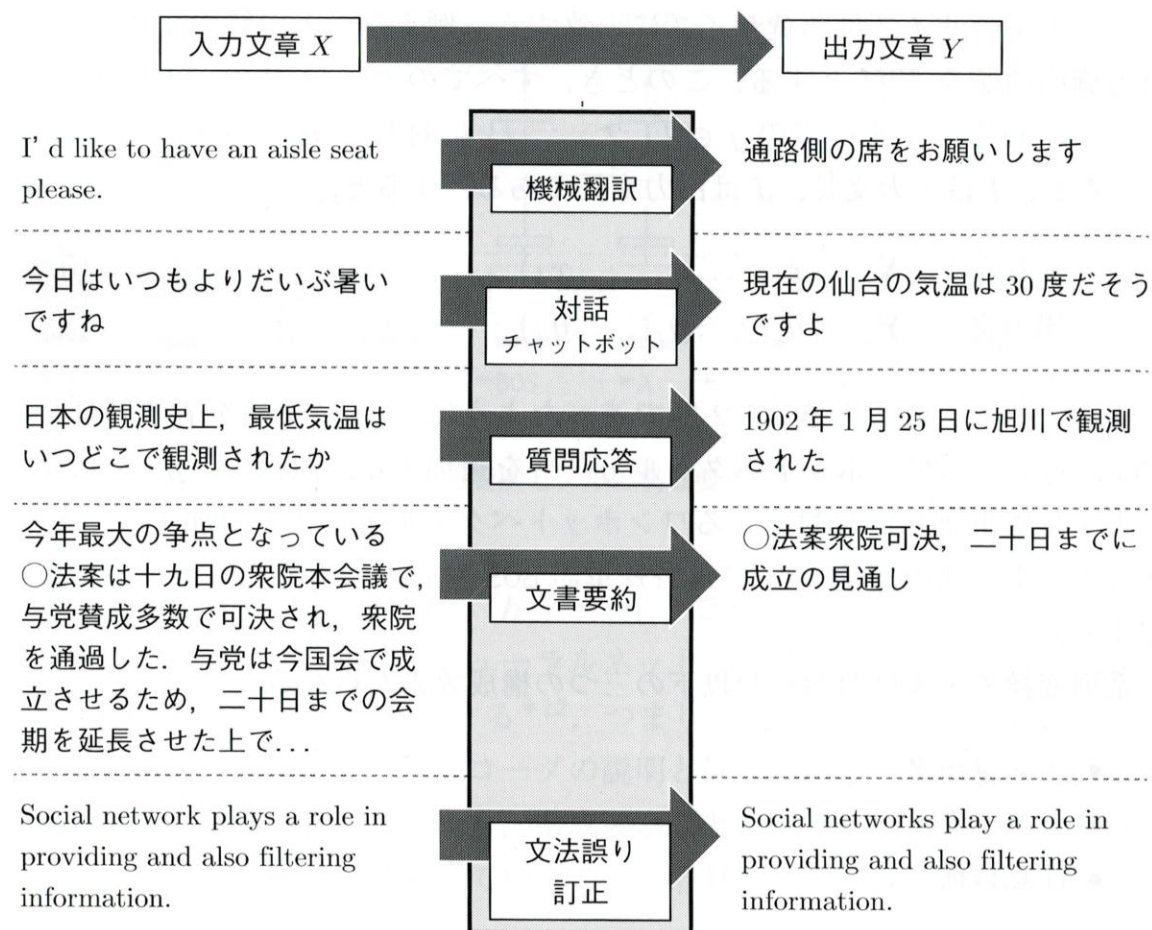 入力文章 X
出力文章 Y
I' d like to have an aisle seat
please.
機械翻訳
通路側の席をお願いします
今日はいつもよりだいぶ暑い
ですね
対話
チャットボット
現在の仙台の気温は 30 度だそう
ですよ
日本の観測史上，最低気温は
いつどこで観測されたか
質問応答
1902 年 1 月 25 日に旭川で観測
された
今年最大の争点となっている
○法案は十九日の衆院本会議で，
与党賛成多数で可決され，衆院
を通過した．与党は今国会で成
立させるため，二十日までの会
期を延長させた上で...
文書要約
○法案衆院可決，二十日までに
成立の見通し
Social network plays a role in
providing and also filtering
information.
文法誤り
訂正
Social networks play a role in
providing and also filtering
information.